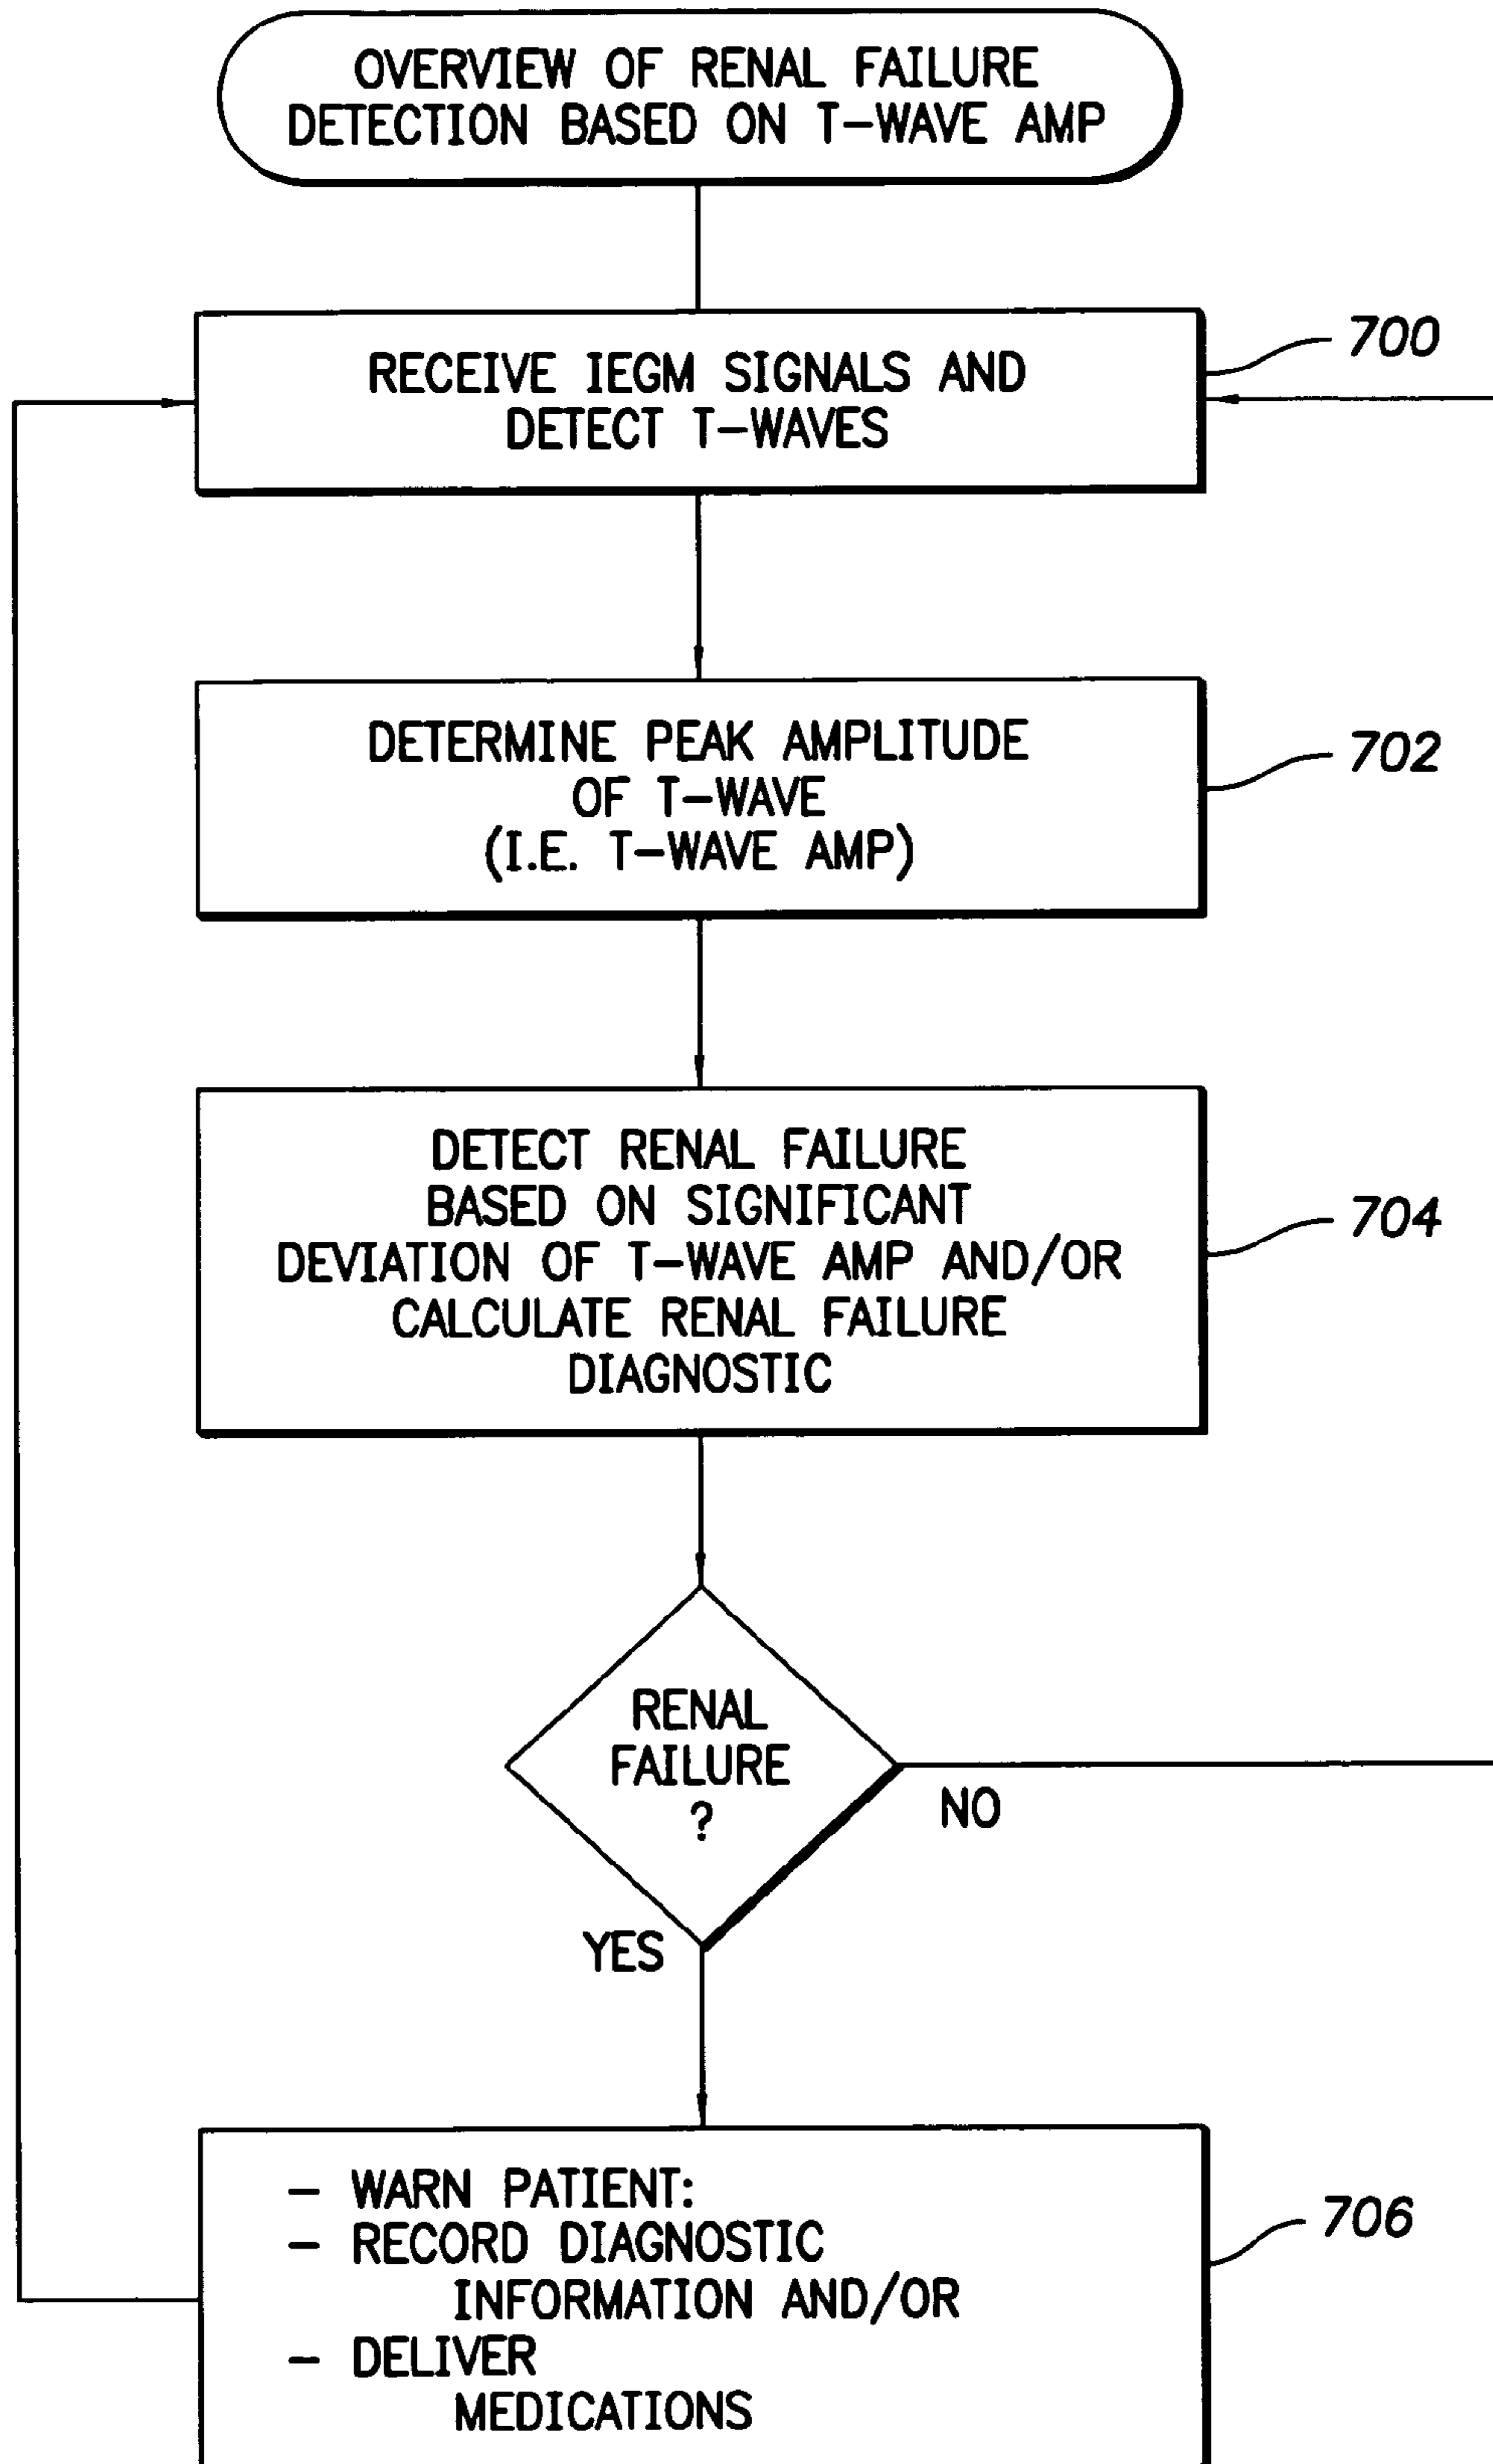 OVERVIEW OF RENAL FAILURE
DETECTION BASED ON T-WAVE AMP
RECEIVE IEGM SIGNALS AND
DETECT T-WAVES
700
DETERMINE PEAK AMPLITUDE
OF T-WAVE
(I.E. T-WAVE AMP)
702
DETECT RENAL FAILURE
BASED ON SIGNIFICANT
DEVIATION OF T-WAVE AMP AND/OR
CALCULATE RENAL FAILURE
DIAGNOSTIC
704
RENAL
FAILURE
?
NO
YES
- WARN PATIENT:
- RECORD DIAGNOSTIC
INFORMATION AND/OR
- DELIVER
MEDICATIONS
706